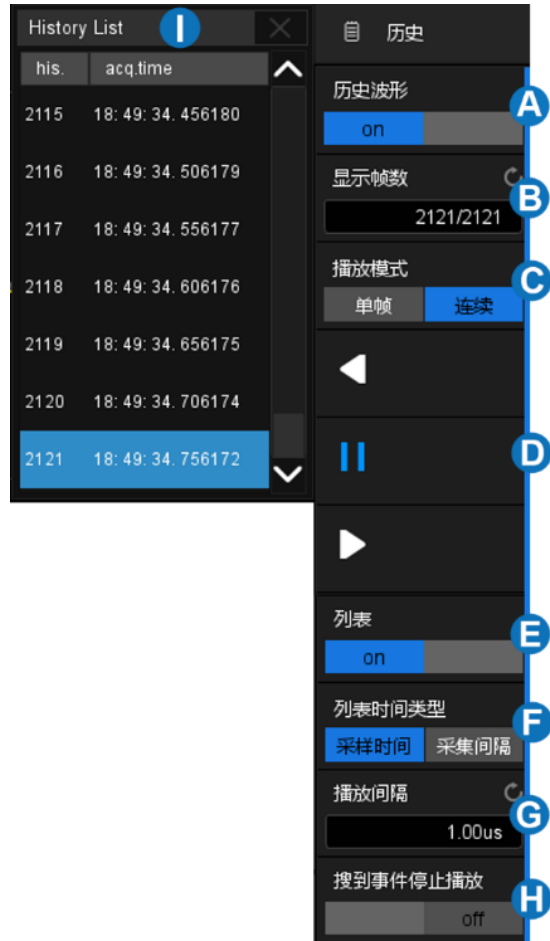 History List I
his. acq.time
2115 18: 49: 34. 456180
2116 18: 49: 34. 506179
2117 18: 49: 34. 556177
2118 18: 49: 34. 606176
2119 18: 49: 34. 656175
2120 18: 49: 34. 706174
2121 18: 49: 34. 756172
历史
历史波形
A
on
显示帧数
B
2121/2121
播放模式
C
单帧 连续
D
列表
E
on
列表时间类型
F
采样时间 采集间隔
播放间隔
G
1.00us
搜到事件停止播放
H
off